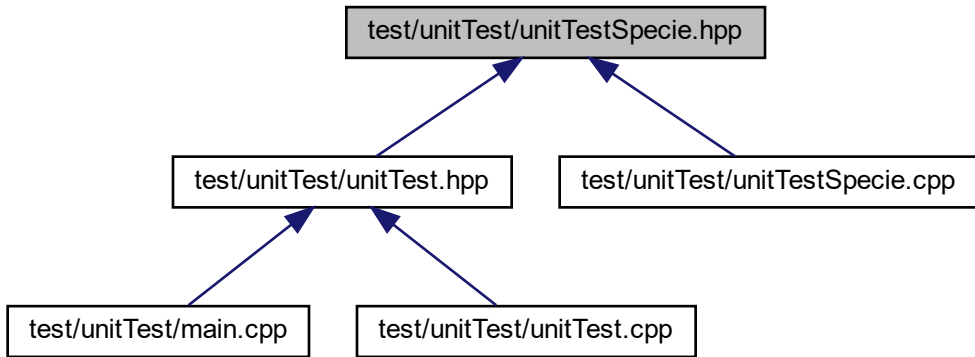 test/unitTest/unitTestSpecie.hpp
test/unitTest/unitTest.hpp
test/unitTest/unitTestSpecie.cpp
test/unitTest/main.cpp
test/unitTest/unitTest.cpp